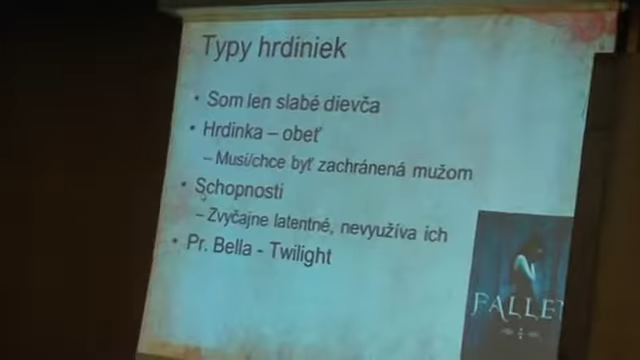 Typy hrdiniek
• Som len slabé dievča
• Hrdinka – obeť
– Musí/chce byť zachránená mužom
• Schopnosti
– Zvyčajne latentné, nevyužíva ich
• Pr. Bella - Twilight
FALLEN